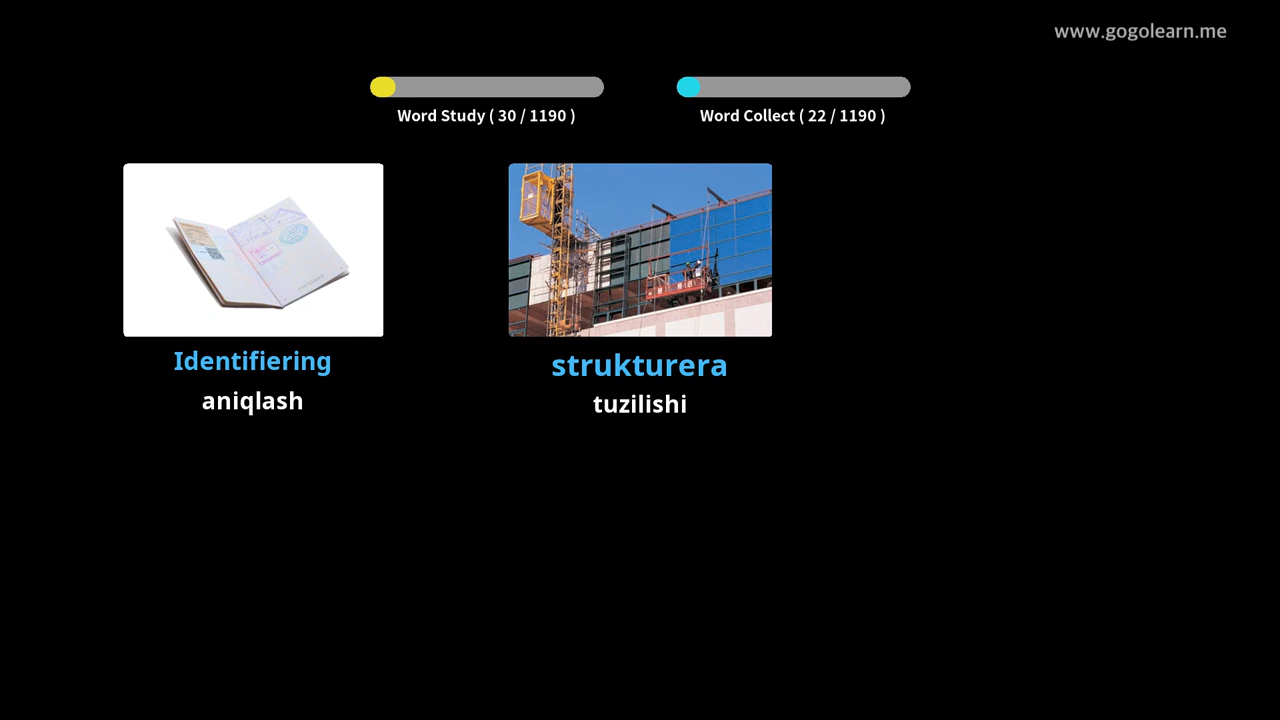 www.gogolearn.me
Word Study ( 30 / 1190 )
Word Collect ( 22 / 1190 )
Identifiering
aniqlash
strukturera
tuzilishi